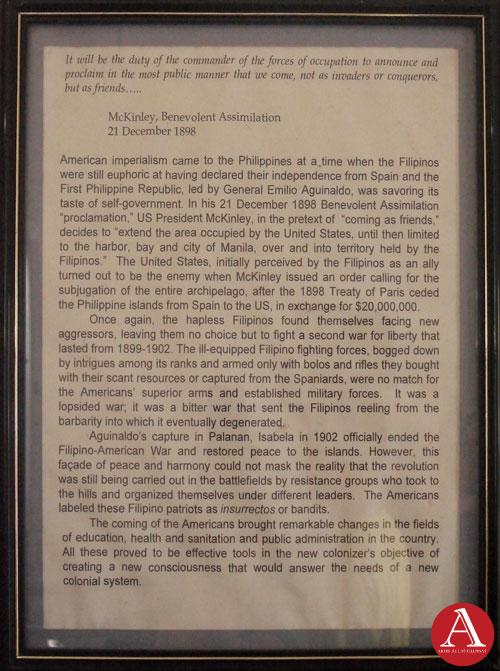 It will be the duty of the commander of the forces of occupation to announce and
proclaim in the most public manner that we come, not as invaders or conquerors,
but as friends…..
McKinley, Benevolent Assimilation
21 December 1898
American imperialism came to the Philippines at a time when the Filipinos
were still euphoric at having declared their independence from Spain and the
First Philippine Republic, led by General Emilio Aguinaldo, was savoring its
taste of self-government. In his 21 December 1898 Benevolent Assimilation
“proclamation,” US President McKinley, in the pretext of “coming as friends,”
decides to “extend the area occupied by the United States, until then limited
to the harbor, bay and city of Manila, over and into territory held by the
Filipinos.” The United States, initially perceived by the Filipinos as an ally
turned out to be the enemy when McKinley issued an order calling for the
subjugation of the entire archipelago, after the 1898 Treaty of Paris ceded
the Philippine islands from Spain to the US, in exchange for $20,000,000.
Once again, the hapless Filipinos found themselves facing new
aggressors, leaving them no choice but to fight a second war for liberty that
lasted from 1899-1902. The ill-equipped Filipino fighting forces, bogged down
by intrigues among its ranks and armed only with bolos and rifles they bought
with their scant resources or captured from the Spaniards, were no match for
the Americans’ superior arms and established military forces. It was a
lopsided war; it was a bitter war that sent the Filipinos reeling from the
barbarity into which it eventually degenerated.
Aguinaldo’s capture in Palanan, Isabela in 1902 officially ended the
Filipino-American War and restored peace to the islands. However, this
façade of peace and harmony could not mask the reality that the revolution
was still being carried out in the battlefields by resistance groups who took to
the hills and organized themselves under different leaders. The Americans
labeled these Filipino patriots as insurrectos or bandits.
The coming of the Americans brought remarkable changes in the fields
of education, health and sanitation and public administration in the country.
All these proved to be effective tools in the new colonizer’s objective of
creating a new consciousness that would answer the needs of a new
colonial system.
A
ARTES DE LAS FILIPINAS